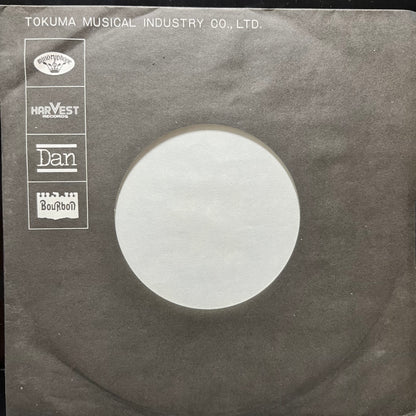 TOKUMA MUSICAL INDUSTRY CO., LTD.
HARVEST
RECORDS
Dan
BOURBON